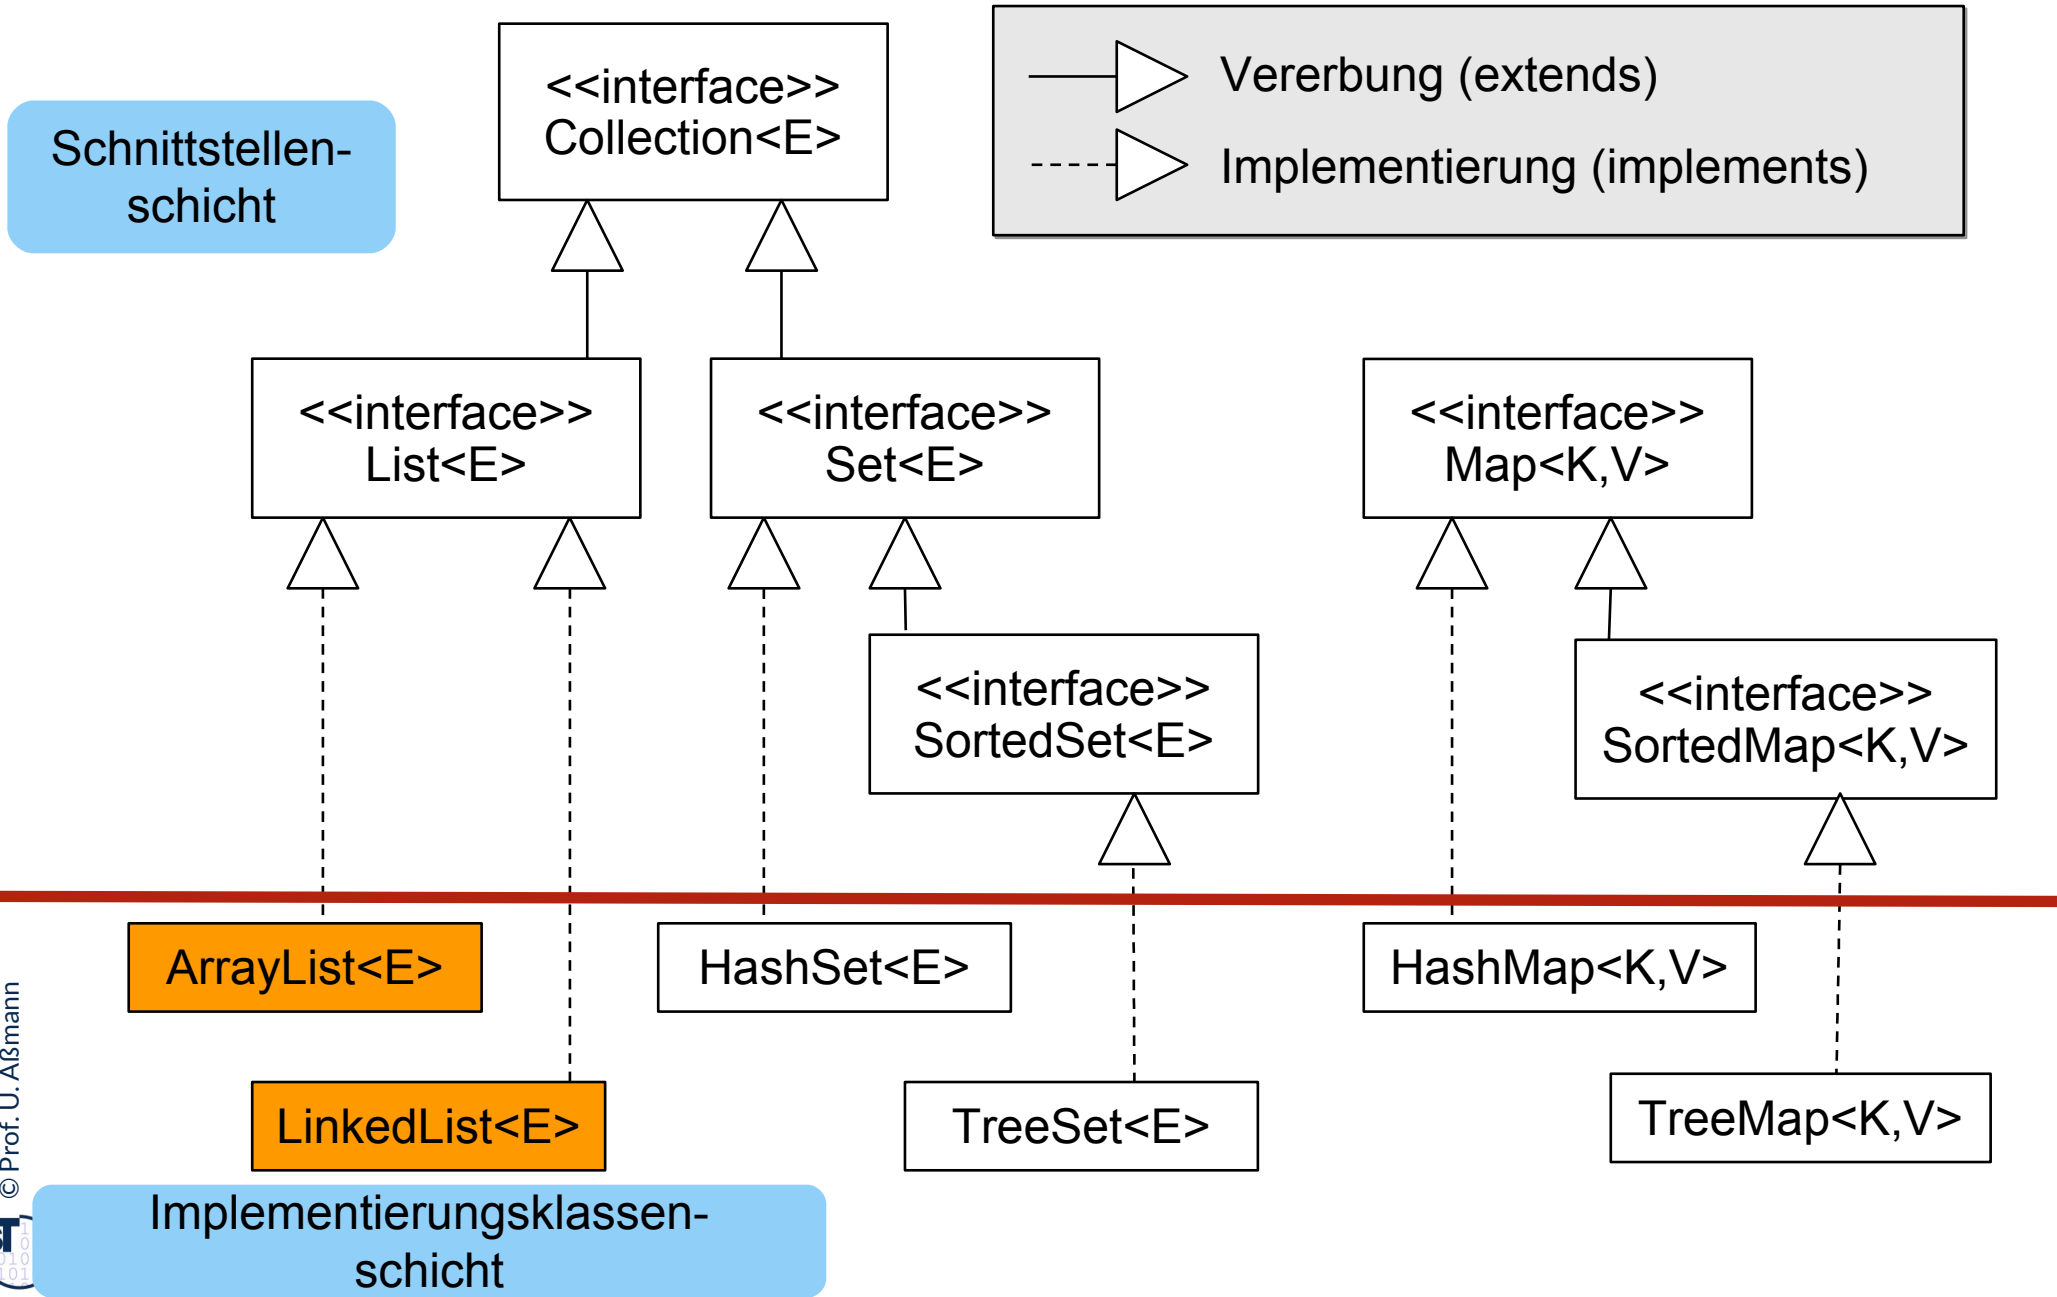 <<interface>>
Collection<E>
Vererbung (extends)
Implementierung (implements)
Schnittstellen-
schicht
<<interface>>
List<E>
<<interface>>
Set<E>
<<interface>>
Map<K,V>
<<interface>>
SortedSet<E>
<<interface>>
SortedMap<K,V>
ArrayList<E>
HashSet<E>
HashMap<K,V>
LinkedList<E>
TreeSet<E>
TreeMap<K,V>
Implementierungsklassen-
schicht
© Prof. U. Aßmann